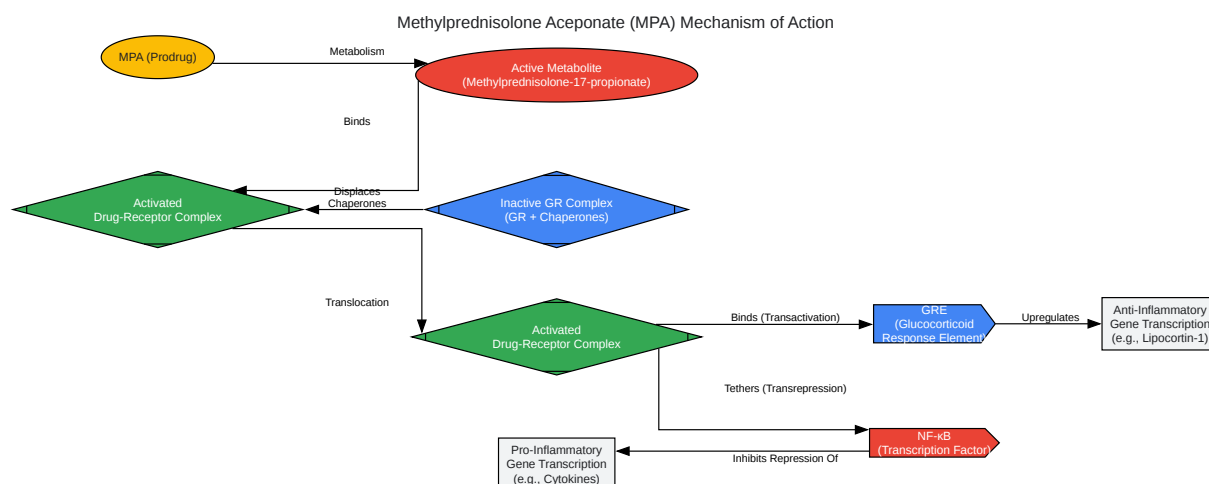 Methylprednisolone Aceponate (MPA) Mechanism of Action
MPA (Prodrug)
Metabolism
Active Metabolite
(Methylprednisolone-17-propionate)
Binds
Activated
Drug-Receptor Complex
Displaces
Chaperones
Inactive GR Complex
(GR + Chaperones)
Translocation
Activated
Drug-Receptor Complex
Binds (Transactivation)
GRE
(Glucocorticoid
Response Element)
Upregulates
Anti-Inflammatory
Gene Transcription
(e.g., Lipocortin-1)
Tethers (Transrepression)
NF-κB
(Transcription Factor)
Inhibits Repression Of
Pro-Inflammatory
Gene Transcription
(e.g., Cytokines)